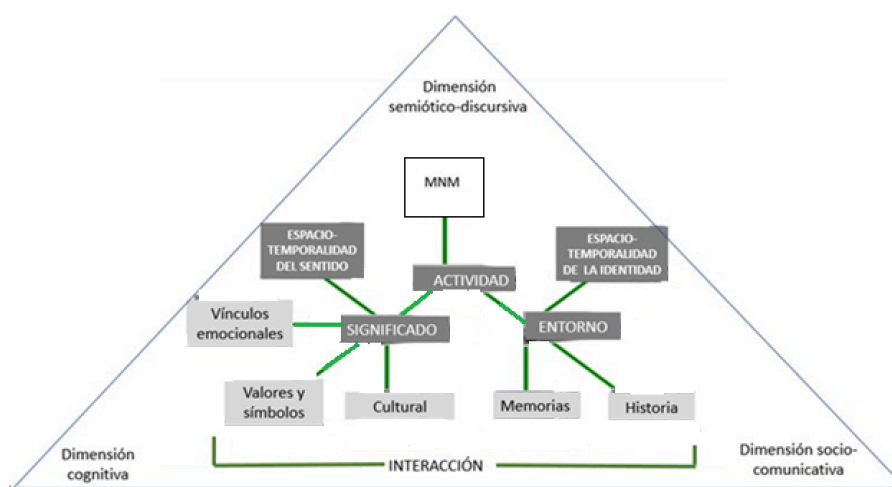 Dimensión
semiótico-discursiva
MNM
ESPACIO-
TEMPORALIDAD
DEL SENTIDO
ESPACIO-
TEMPORALIDAD
DE LA IDENTIDAD
ACTIVIDAD
Vínculos
emocionales
SIGNIFICADO
ENTORNO
Valores y
símbolos
Cultural
Memorias
Historia
Dimensión
cognitiva
INTERACCIÓN
Dimensión socio-
comunicativa